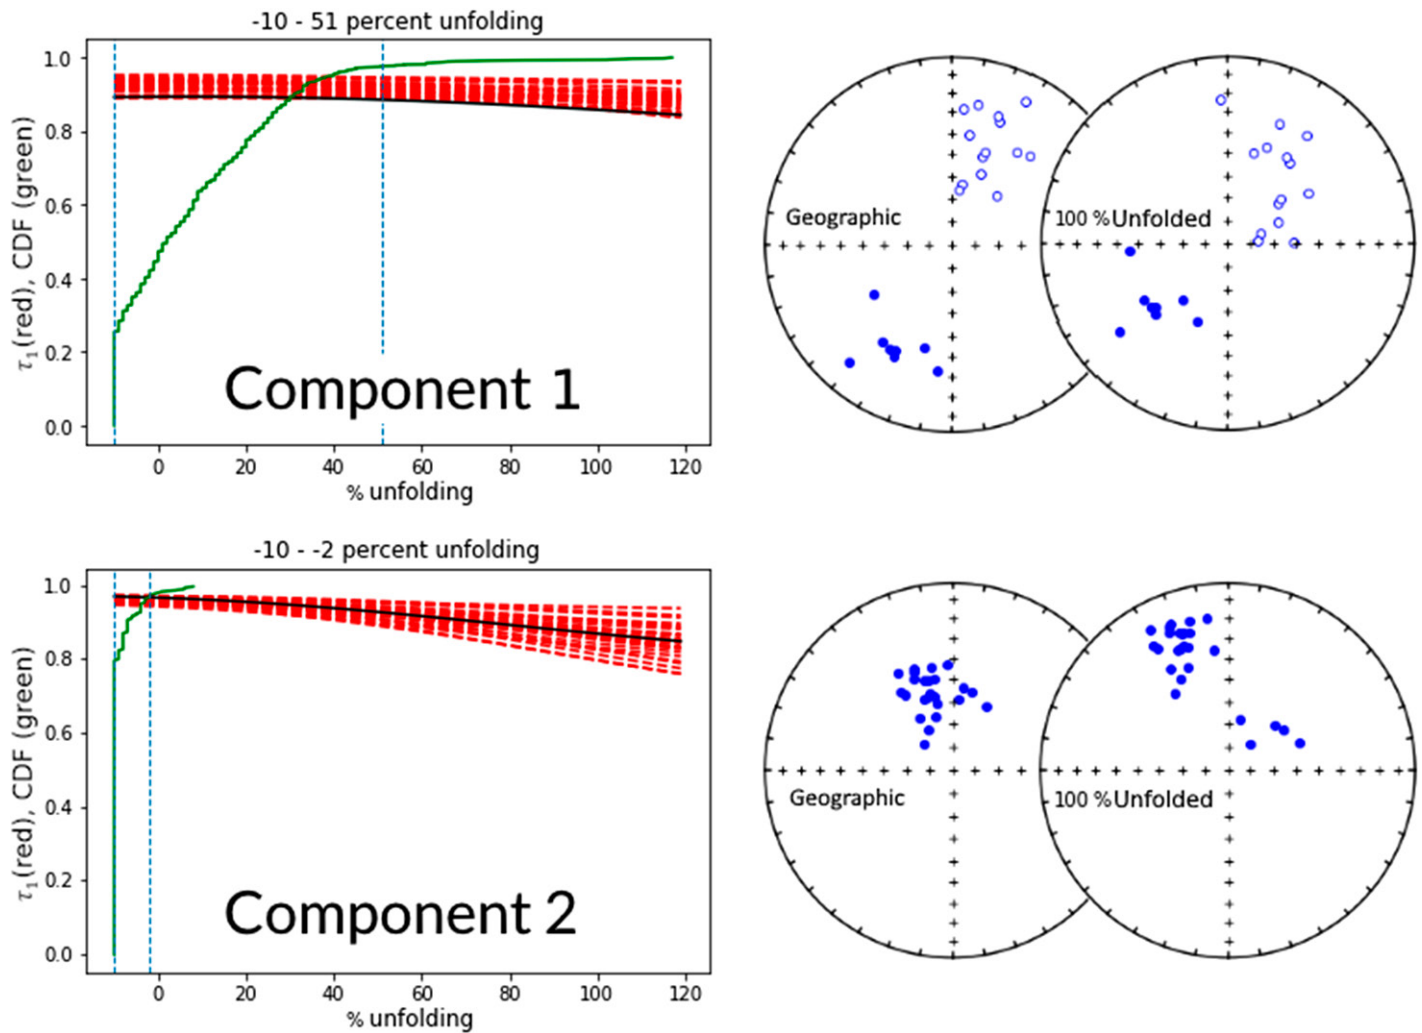 -10 - 51 percent unfolding
τ₁(red), CDF (green)
1.0
0.8
0.6
0.4
0.2
0.0
Component 1
0 20 40 60 80 100 120
% unfolding
Geographic
100 %Unfolded
-10 - -2 percent unfolding
τ₁(red), CDF (green)
1.0
0.8
0.6
0.4
0.2
0.0
Component 2
0 20 40 60 80 100 120
% unfolding
Geographic
100 %Unfolded